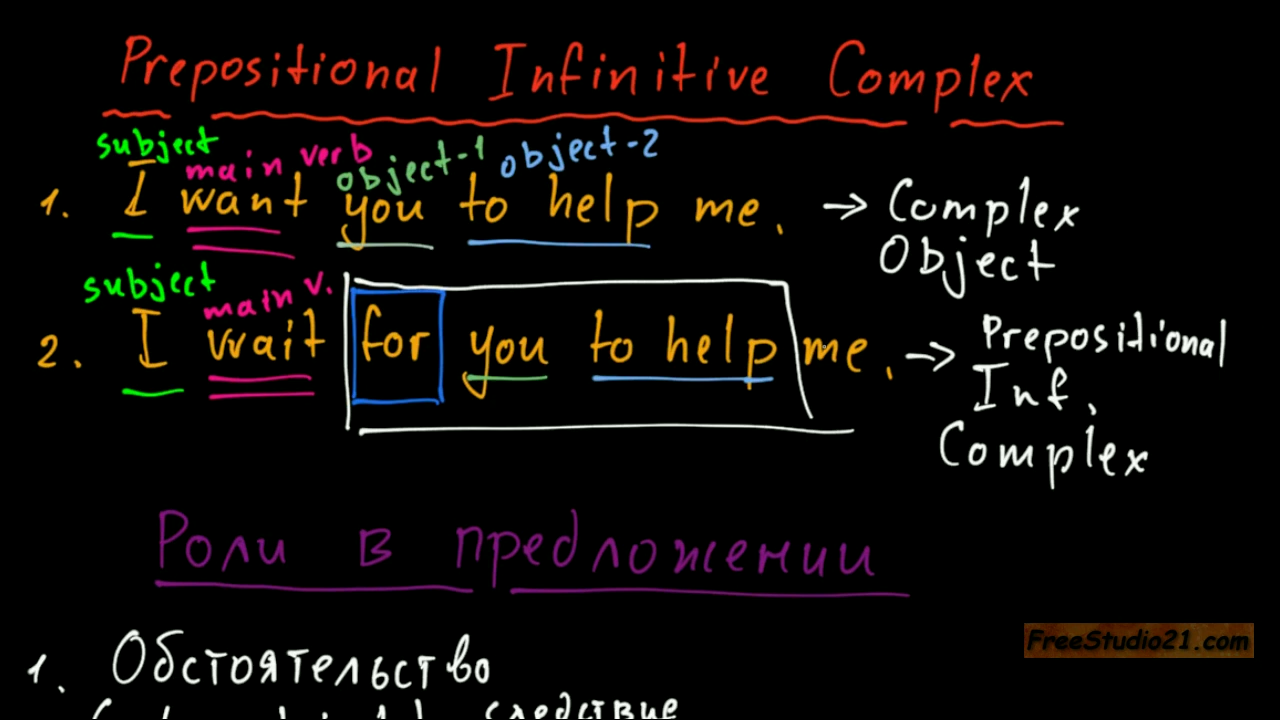 Prepositional Infinitive Complex
subject main verb object-1 object-2
1. I want you to help me. → Complex Object
subject main v.
2. I wait for you to help me. → Prepositional Inf. Complex
Роли в предложении
FreeStudio21.com
1. Обстоятельство
следствие